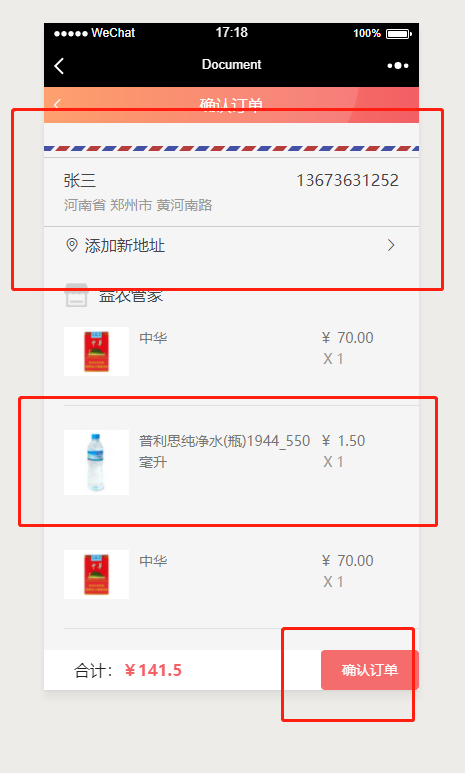 WeChat 17:18 100%
Document
确认订单
张三 13673631252
河南省 郑州市 黄河南路
添加新地址
益农管家
中华 ¥ 70.00
X 1
普利思纯净水(瓶)1944_550 ¥ 1.50
毫升 X 1
中华 ¥ 70.00
X 1
合计: ¥141.5 确认订单